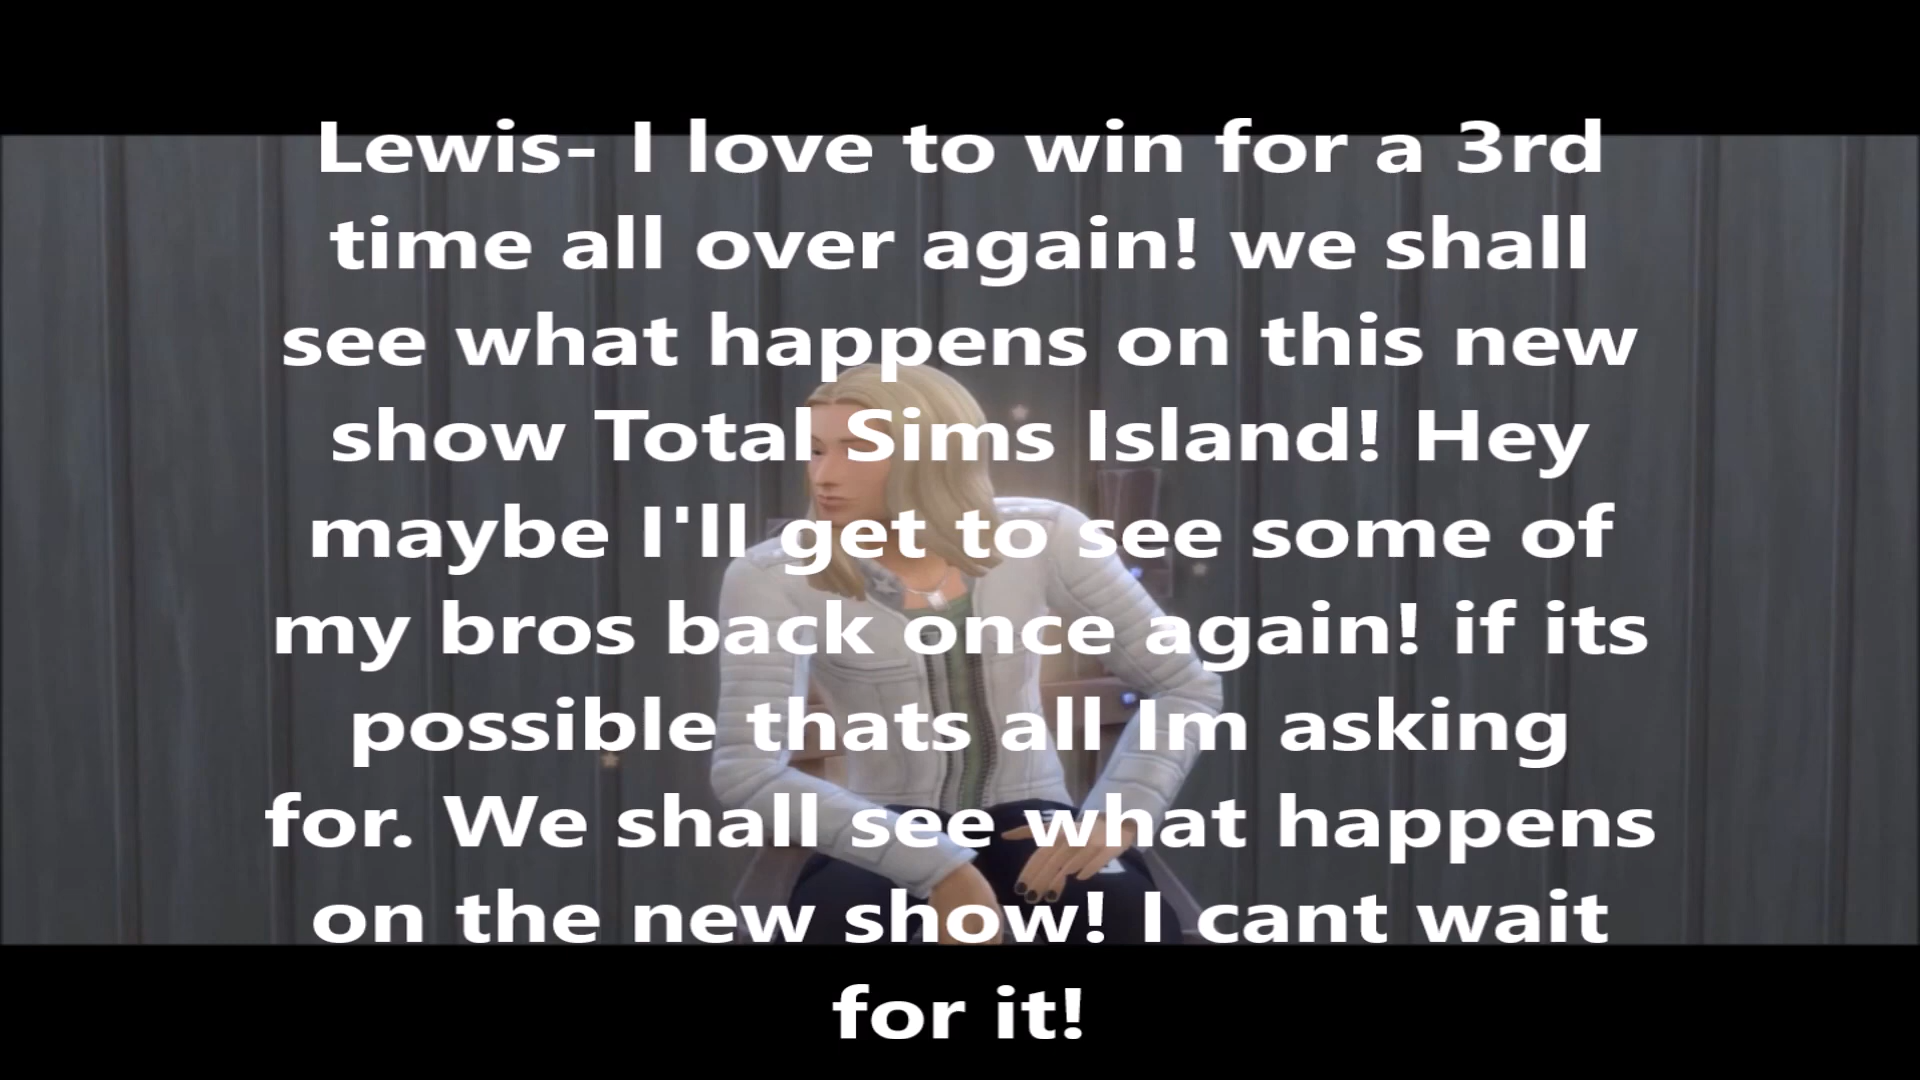 Lewis- I love to win for a 3rd
time all over again! we shall
see what happens on this new
show Total Sims Island! Hey
maybe I'll get to see some of
my bros back once again! if its
possible thats all Im asking
for. We shall see what happens
on the new show! I cant wait
for it!